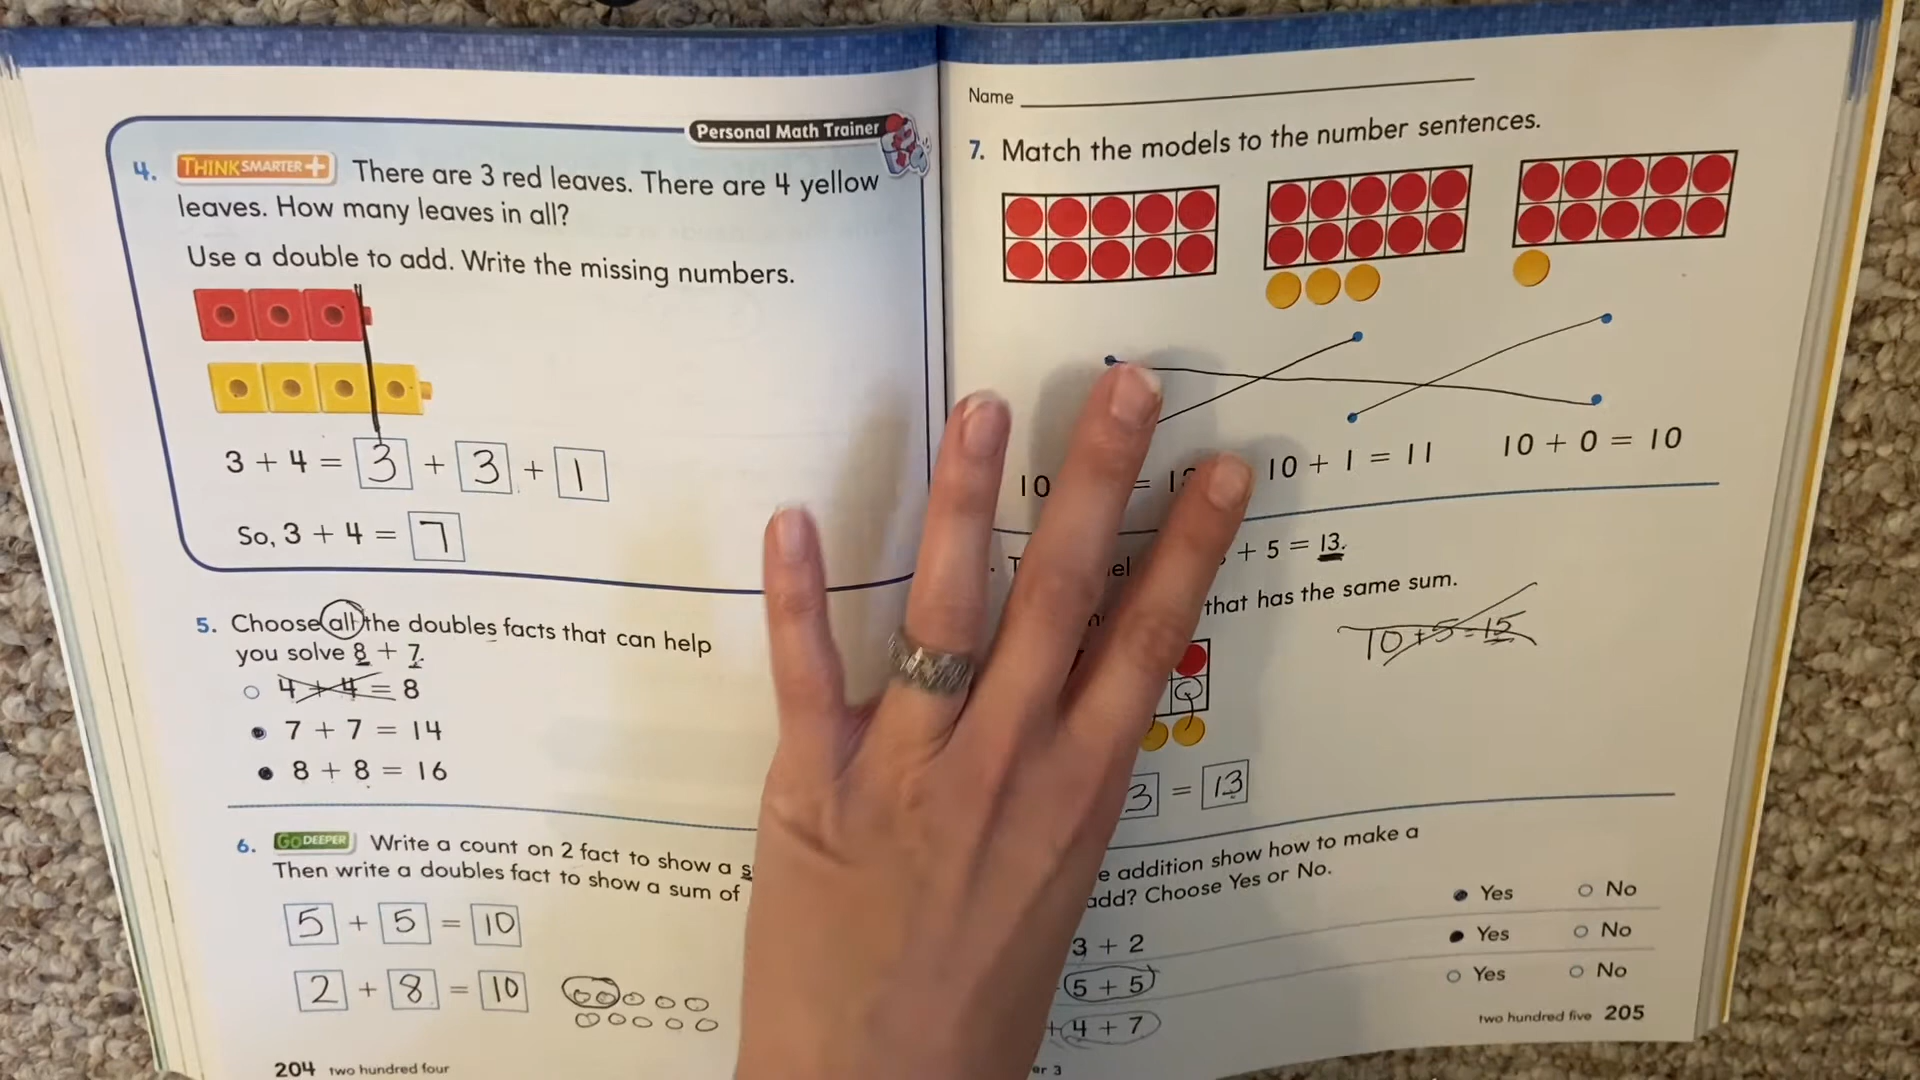 Personal Math Trainer
4. THINK SMARTER + There are 3 red leaves. There are 4 yellow
leaves. How many leaves in all?
Use a double to add. Write the missing numbers.
3 + 4 = 3 + 3 + 1
So, 3 + 4 = 7
5. Choose all the doubles facts that can help
you solve 8 + 7.
4 + 4 = 8
7 + 7 = 14
8 + 8 = 16
6. Go DEEPER Write a count on 2 fact to show a
Then write a doubles fact to show a sum of
5 + 5 = 10
2 + 8 = 10
204 two hundred four
Name
7. Match the models to the number sentences.
10 = 10 + 1 = 11 10 + 0 = 10
+ 5 = 13.
that has the same sum.
10 + 5 = 15
3 = 13
addition show how to make a
add? Choose Yes or No.
3 + 2 Yes No
5 + 5 Yes No
+ 4 + 7 Yes No
two hundred five 205
3